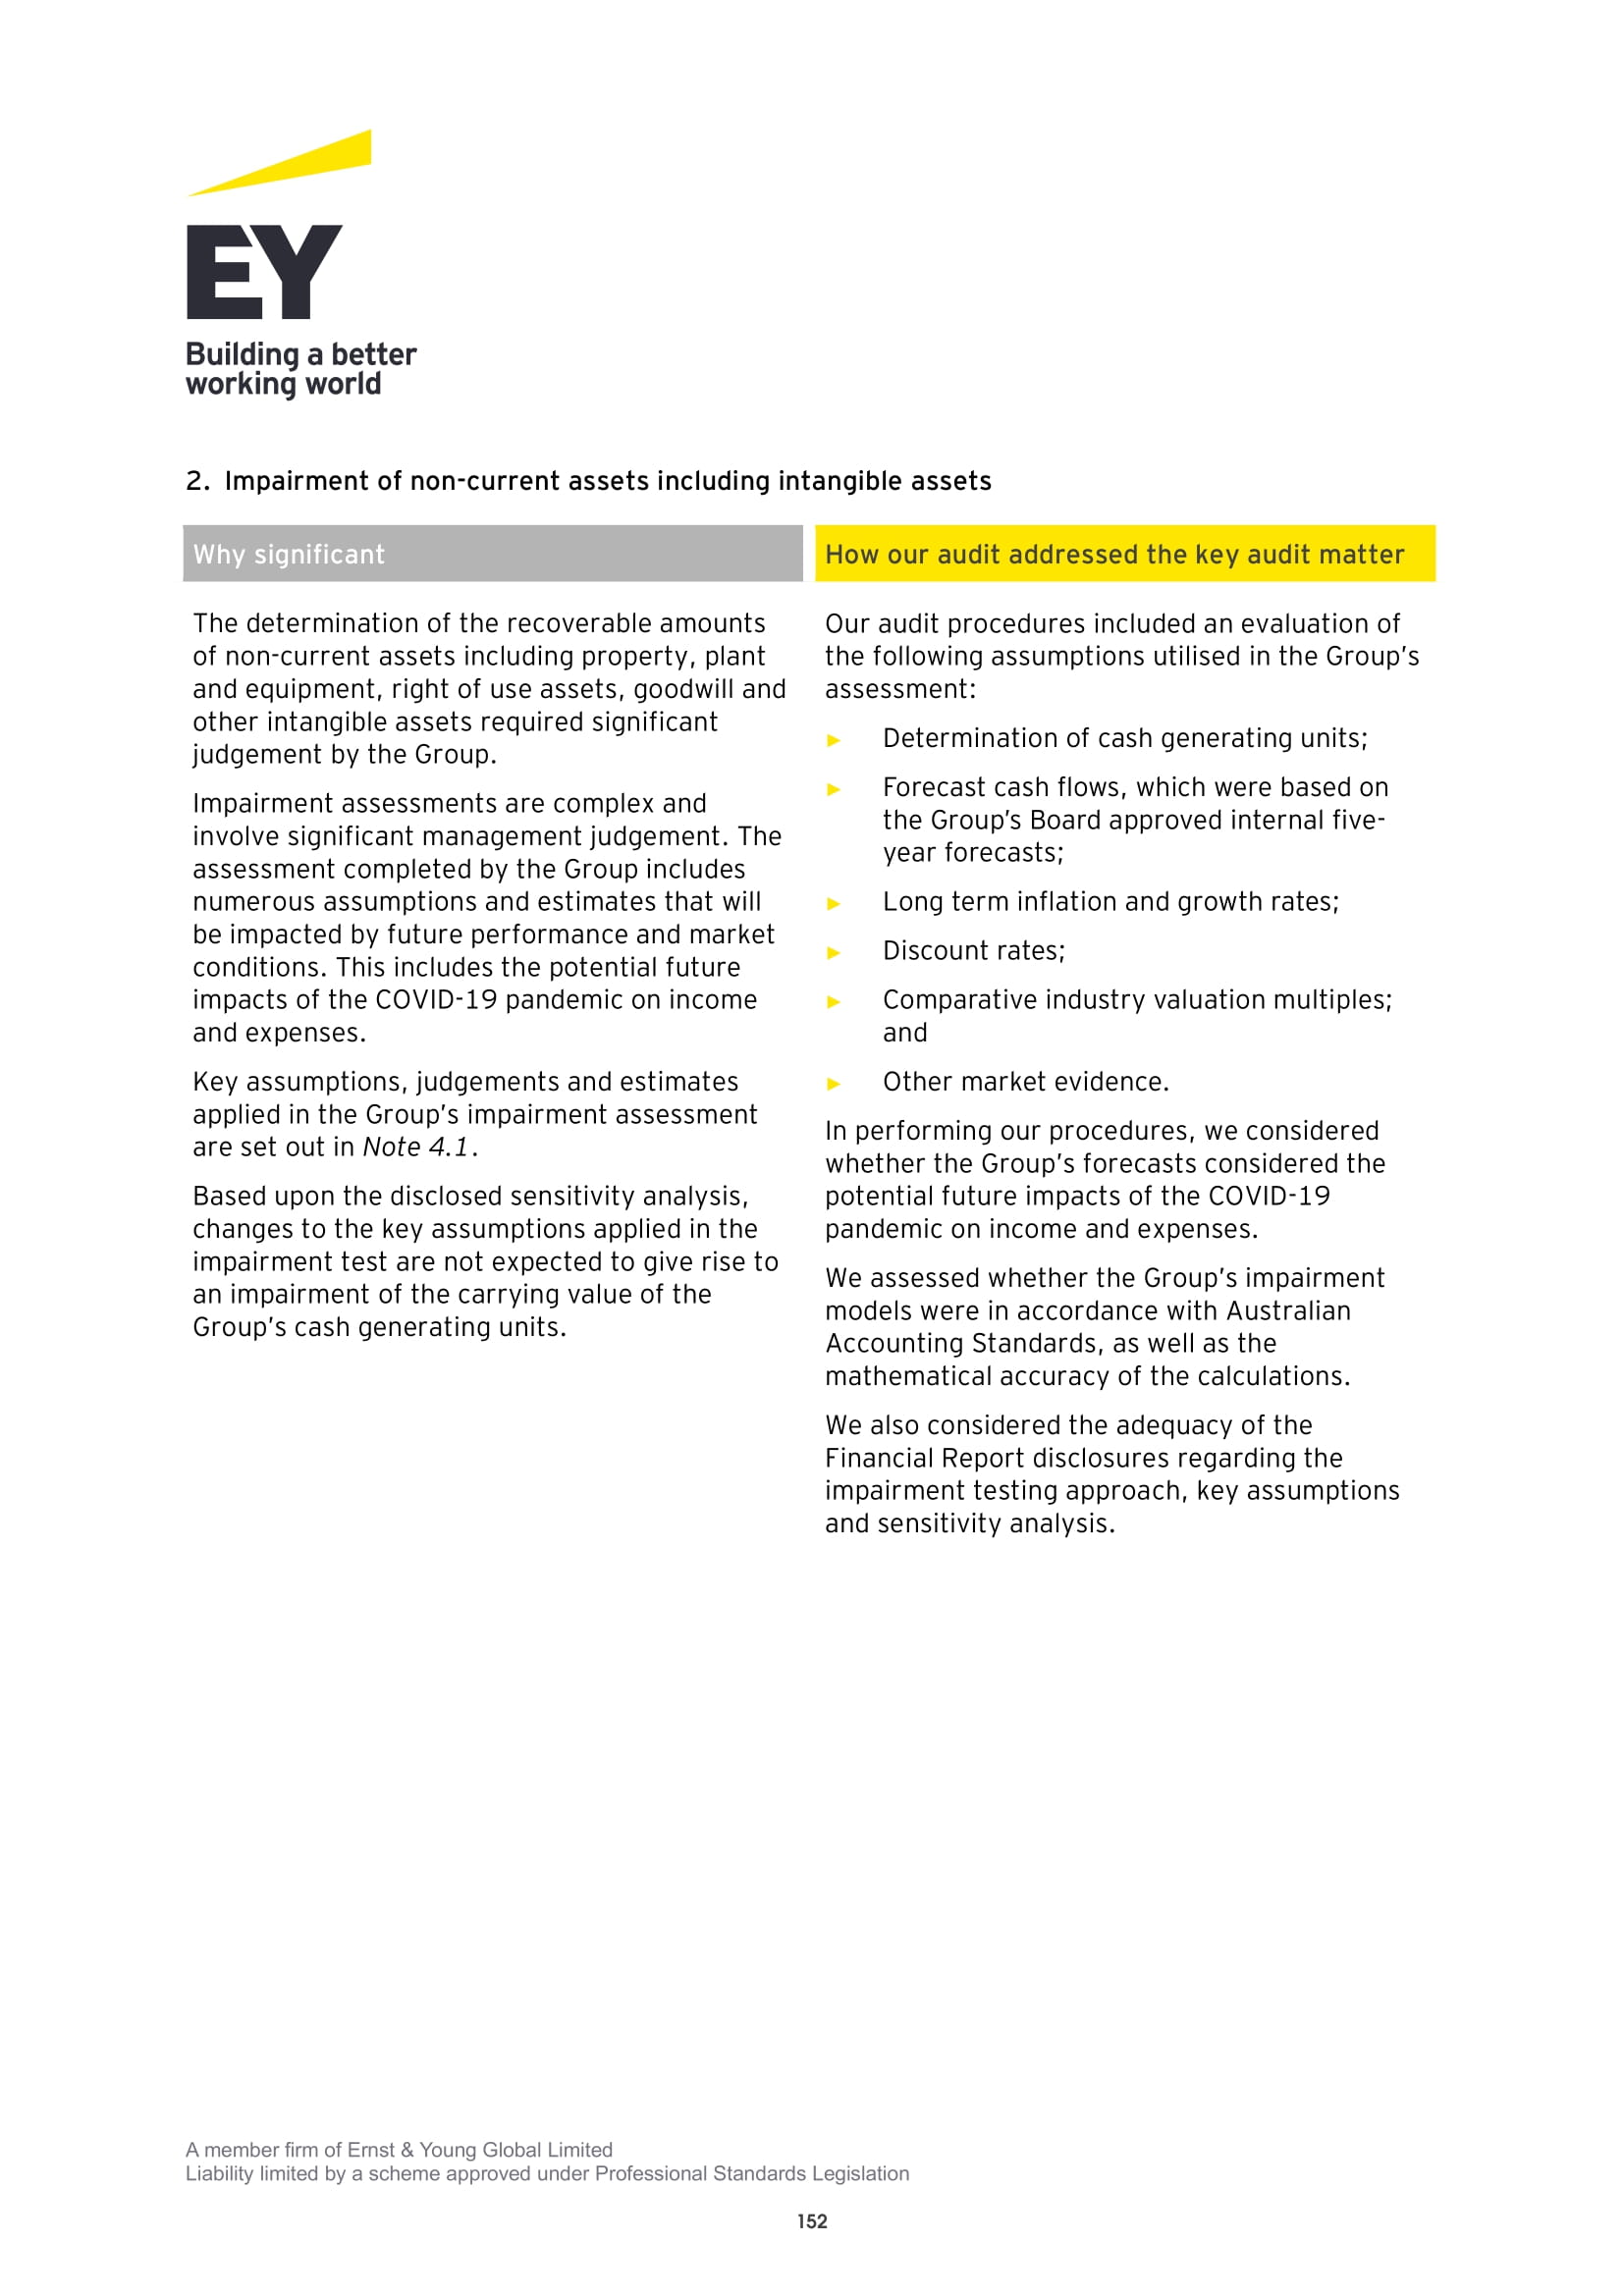 EY
Building a better
working world
2. Impairment of non-current assets including intangible assets
Why significant
The determination of the recoverable amounts
of non-current assets including property, plant
and equipment, right of use assets, goodwill and
other intangible assets required significant
judgement by the Group.
Impairment assessments are complex and
involve significant management judgement. The
assessment completed by the Group includes
numerous assumptions and estimates that will
be impacted by future performance and market
conditions. This includes the potential future
impacts of the COVID-19 pandemic on income
and expenses.
Key assumptions, judgements and estimates
applied in the Group’s impairment assessment
are set out in Note 4.1.
Based upon the disclosed sensitivity analysis,
changes to the key assumptions applied in the
impairment test are not expected to give rise to
an impairment of the carrying value of the
Group’s cash generating units.
How our audit addressed the key audit matter
Our audit procedures included an evaluation of
the following assumptions utilised in the Group’s
assessment:
► Determination of cash generating units;
► Forecast cash flows, which were based on
the Group’s Board approved internal five-
year forecasts;
► Long term inflation and growth rates;
► Discount rates;
► Comparative industry valuation multiples;
and
► Other market evidence.
In performing our procedures, we considered
whether the Group’s forecasts considered the
potential future impacts of the COVID-19
pandemic on income and expenses.
We assessed whether the Group’s impairment
models were in accordance with Australian
Accounting Standards, as well as the
mathematical accuracy of the calculations.
We also considered the adequacy of the
Financial Report disclosures regarding the
impairment testing approach, key assumptions
and sensitivity analysis.
A member firm of Ernst & Young Global Limited
Liability limited by a scheme approved under Professional Standards Legislation
152